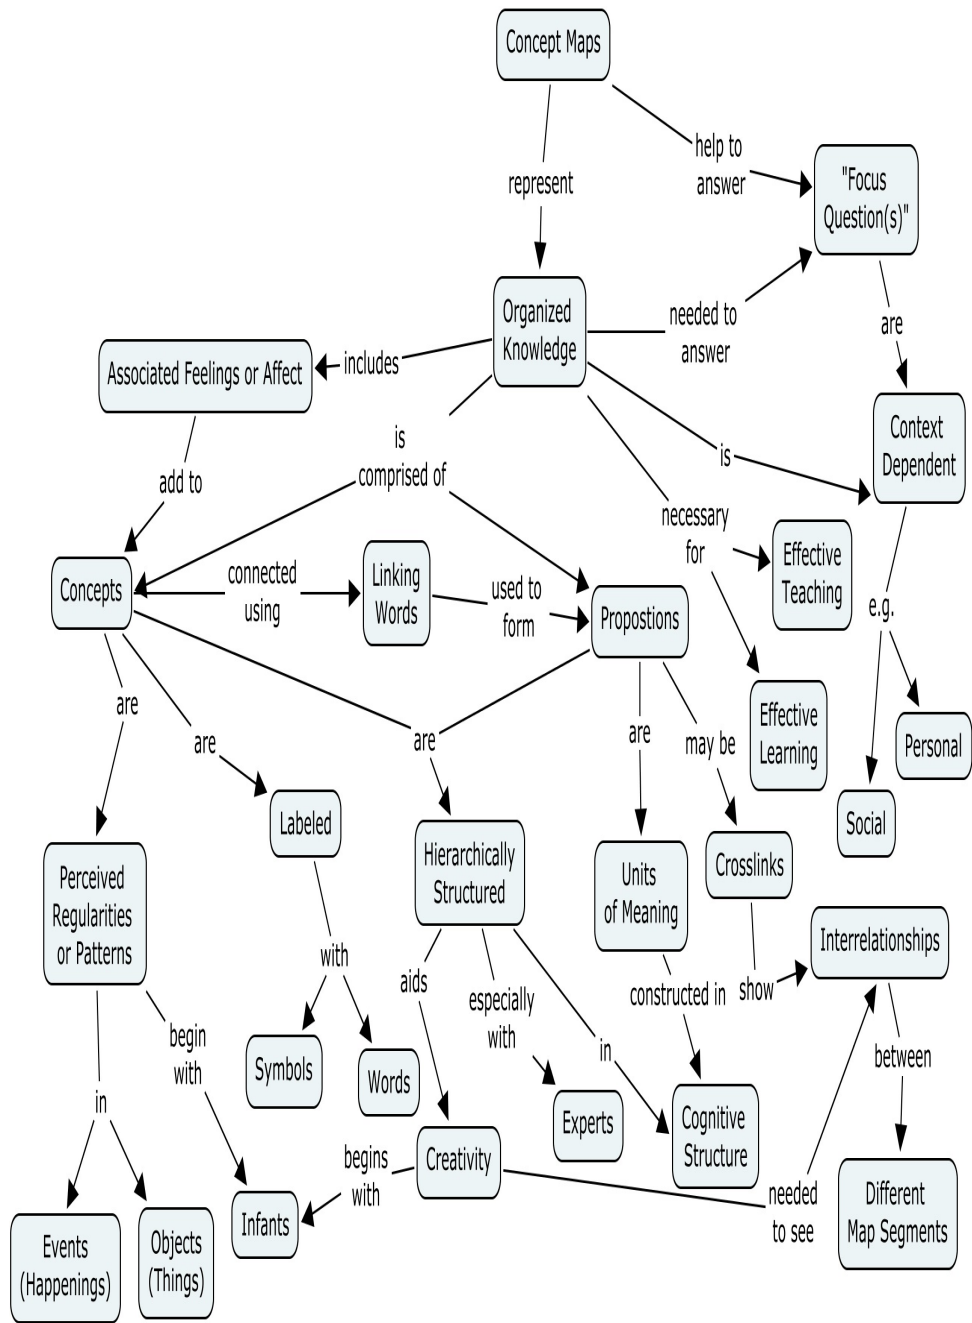 Concept Maps
help to
answer
represent
"Focus
Question(s)"
Organized
Knowledge
needed to
answer
are
includes
Associated Feelings or Affect
is
comprised of
is
Context
Dependent
add to
necessary
for
Effective
Teaching
Concepts
connected
using
Linking
Words
used to
form
Propostions
e.g.
are
are
are
are
may be
Effective
Learning
Personal
Social
Labeled
Hierarchically
Structured
Crosslinks
Perceived
Regularities
or Patterns
Units
of Meaning
Interrelationships
with
aids
especially
with
constructed in
show
begin
with
in
between
Symbols
Words
in
Experts
Cognitive
Structure
begins
with
Creativity
needed
to see
Different
Map Segments
Infants
Events
(Happenings)
Objects
(Things)